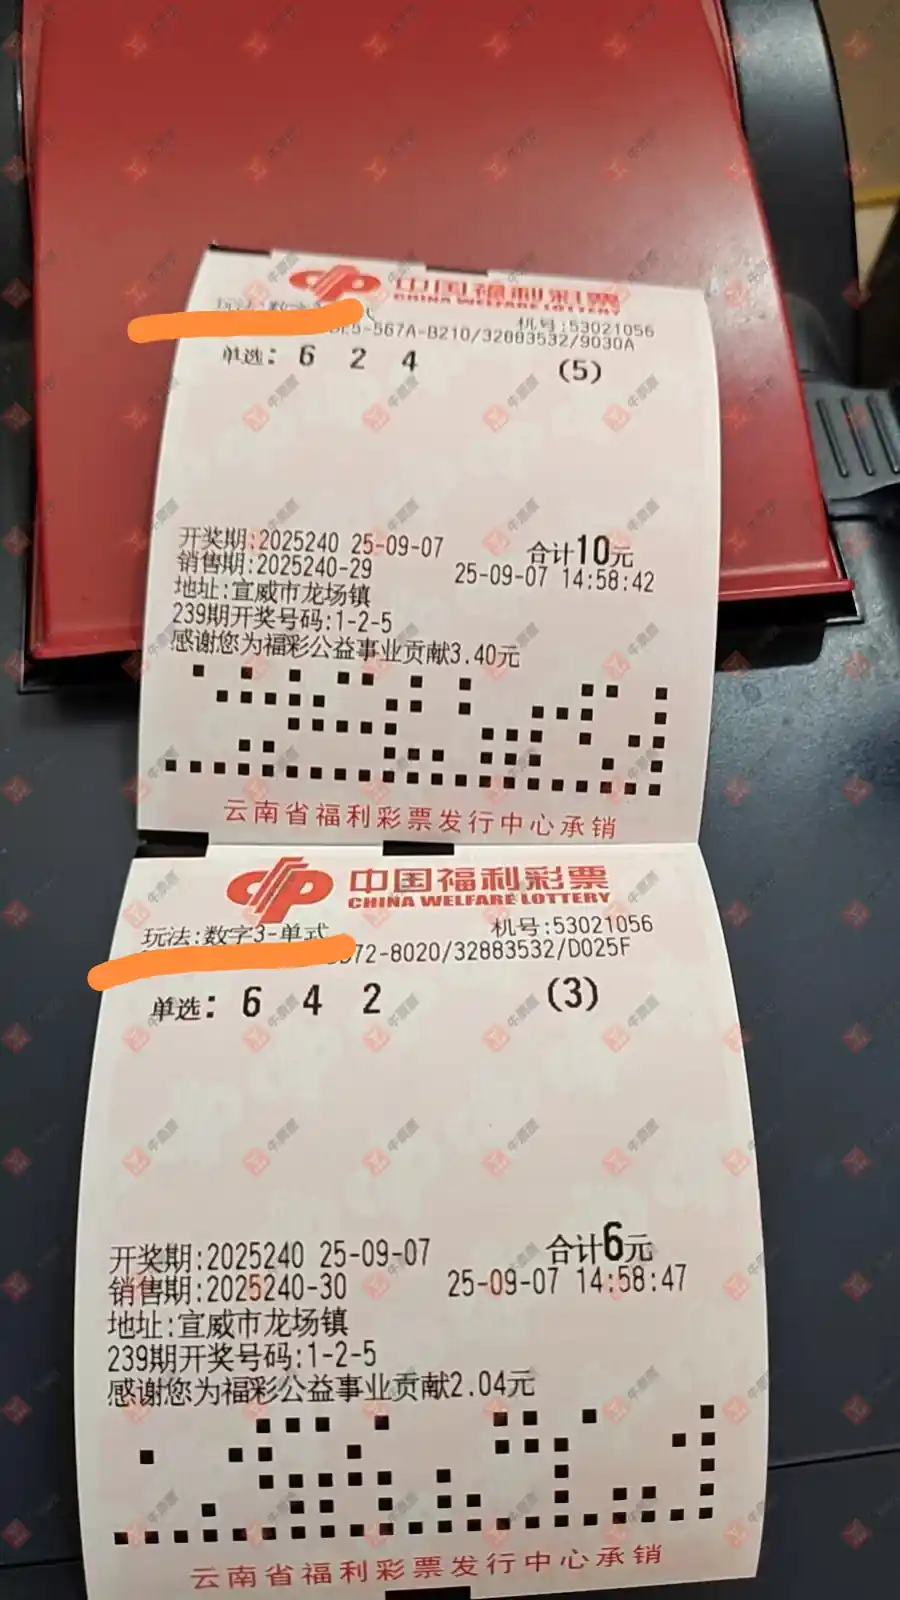 中国福利彩票
CHINA WELFARE LOTTERY
玩法:数字
机号:53021056
-567A-B210/32883532/9030A
单选: 6 2 4 (5)
开奖期:2025240 25-09-07 合计10元
销售期:2025240-29 25-09-07 14:58:42
地址:宣威市龙场镇
239期开奖号码:1-2-5
感谢您为福彩公益事业贡献3.40元
云南省福利彩票发行中心承销
中国福利彩票
CHINA WELFARE LOTTERY
玩法:数字3-单式 机号:53021056
D72-8020/32883532/D025F
单选: 6 4 2 (3)
开奖期:2025240 25-09-07 合计6元
销售期:2025240-30 25-09-07 14:58:47
地址:宣威市龙场镇
239期开奖号码:1-2-5
感谢您为福彩公益事业贡献2.04元
云南省福利彩票发行中心承销